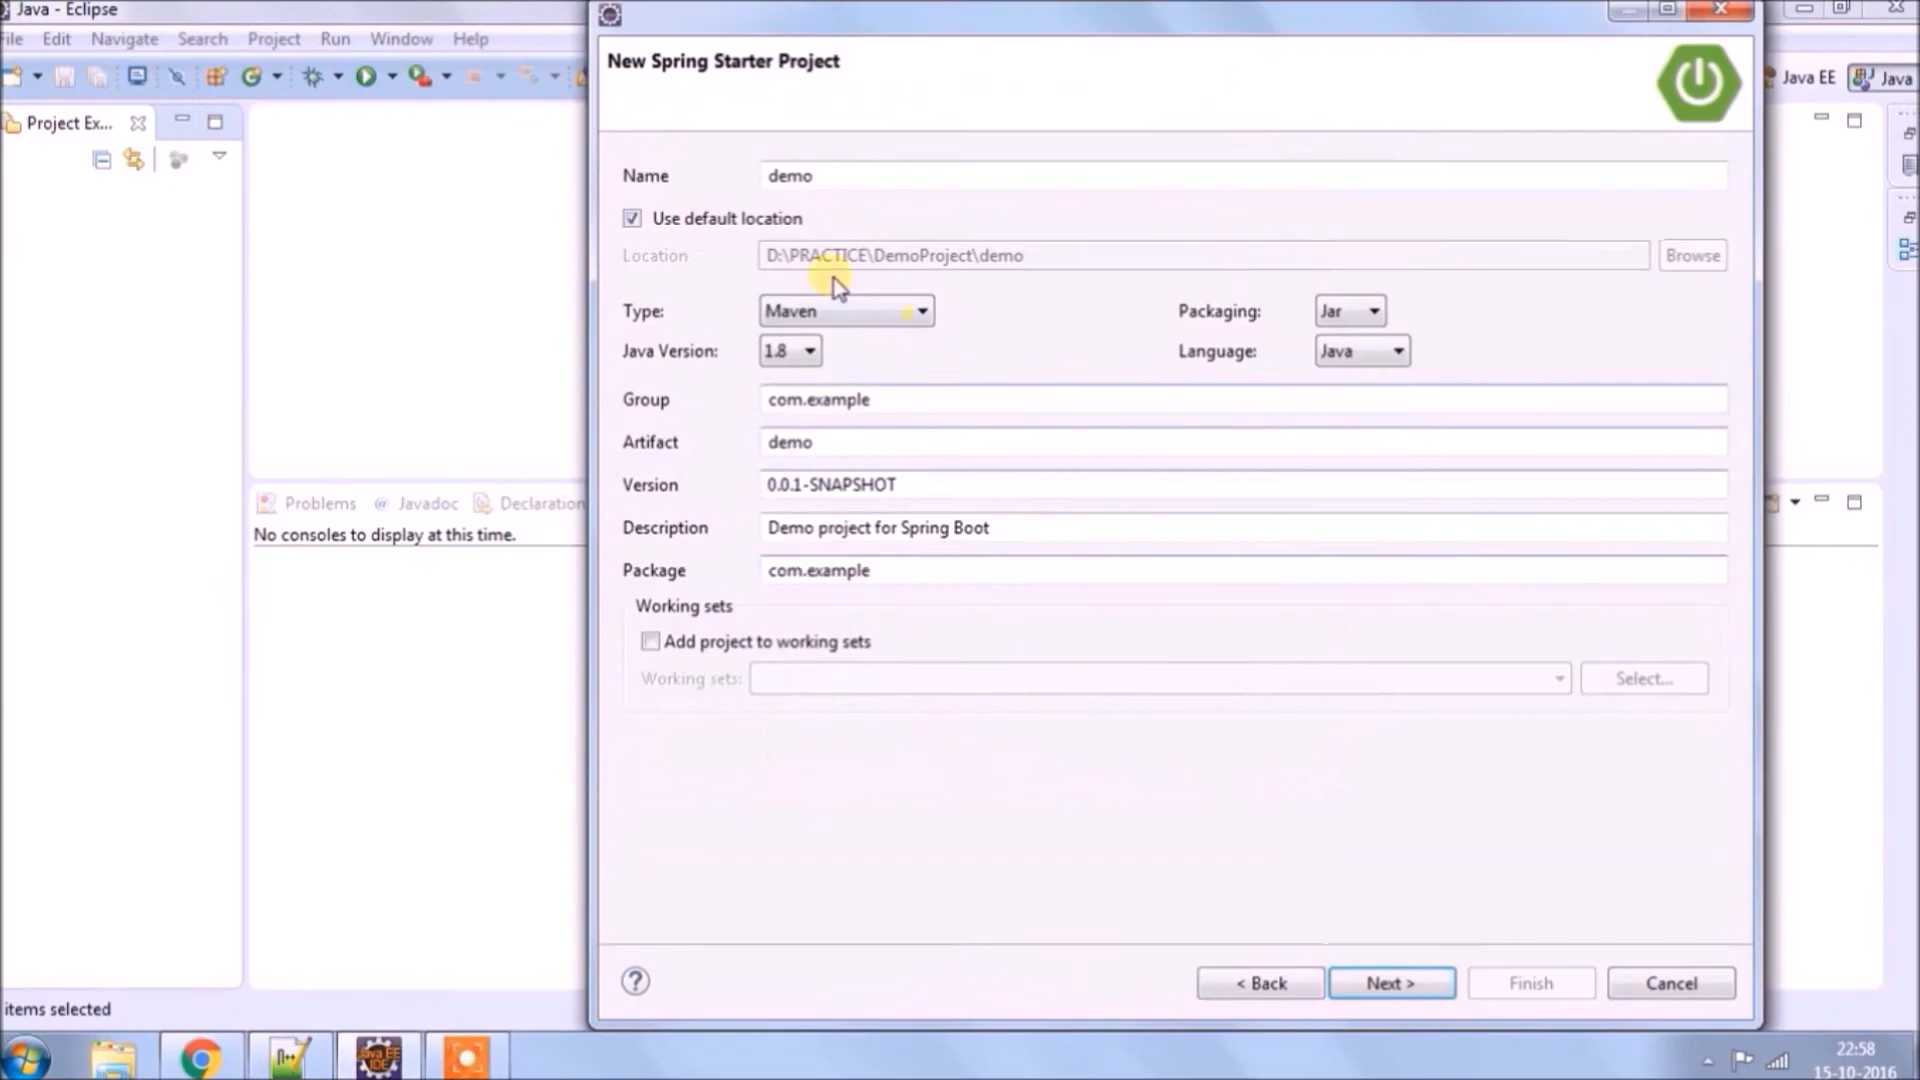 Java - Eclipse
File Edit Navigate Search Project Run Window Help
Java EE Java
Project Ex...
Problems @ Javadoc Declaration
No consoles to display at this time.
items selected
New Spring Starter Project
Name demo
Use default location
Location D:\PRACTICE\DemoProject\demo Browse
Type: Maven Packaging: Jar
Java Version: 1.8 Language: Java
Group com.example
Artifact demo
Version 0.0.1-SNAPSHOT
Description Demo project for Spring Boot
Package com.example
Working sets
Add project to working sets
Working sets: Select...
? < Back Next > Finish Cancel
Java EE
IDE
22:58
15-10-2016